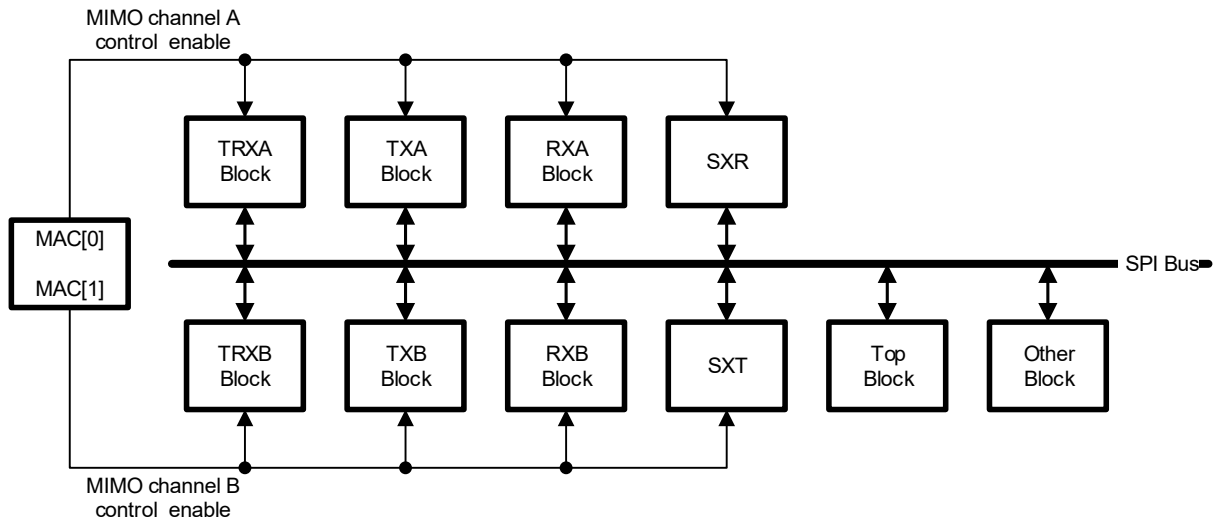 MIMO channel A
control enable
TRXA
Block
TXA
Block
RXA
Block
SXR
MAC[0]
MAC[1]
SPI Bus
TRXB
Block
TXB
Block
RXB
Block
SXT
Top
Block
Other
Block
MIMO channel B
control enable